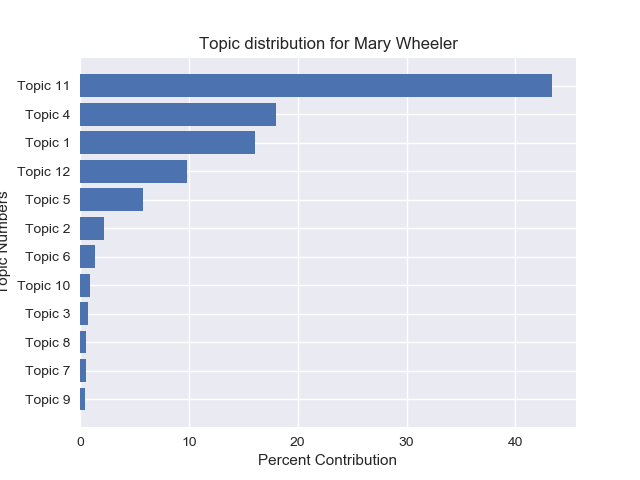 Topic distribution for Mary Wheeler
Topic Numbers
Topic 11
Topic 4
Topic 1
Topic 12
Topic 5
Topic 2
Topic 6
Topic 10
Topic 3
Topic 8
Topic 7
Topic 9
0 10 20 30 40
Percent Contribution